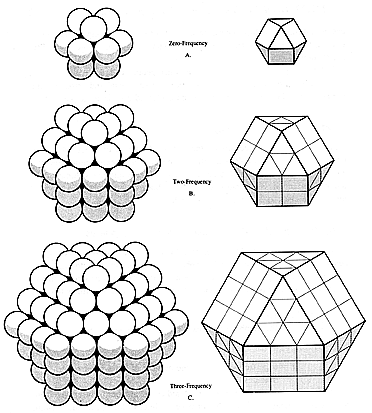 Zero-Frequency
A.
Two-Frequency
B.
Three-Frequency
C.